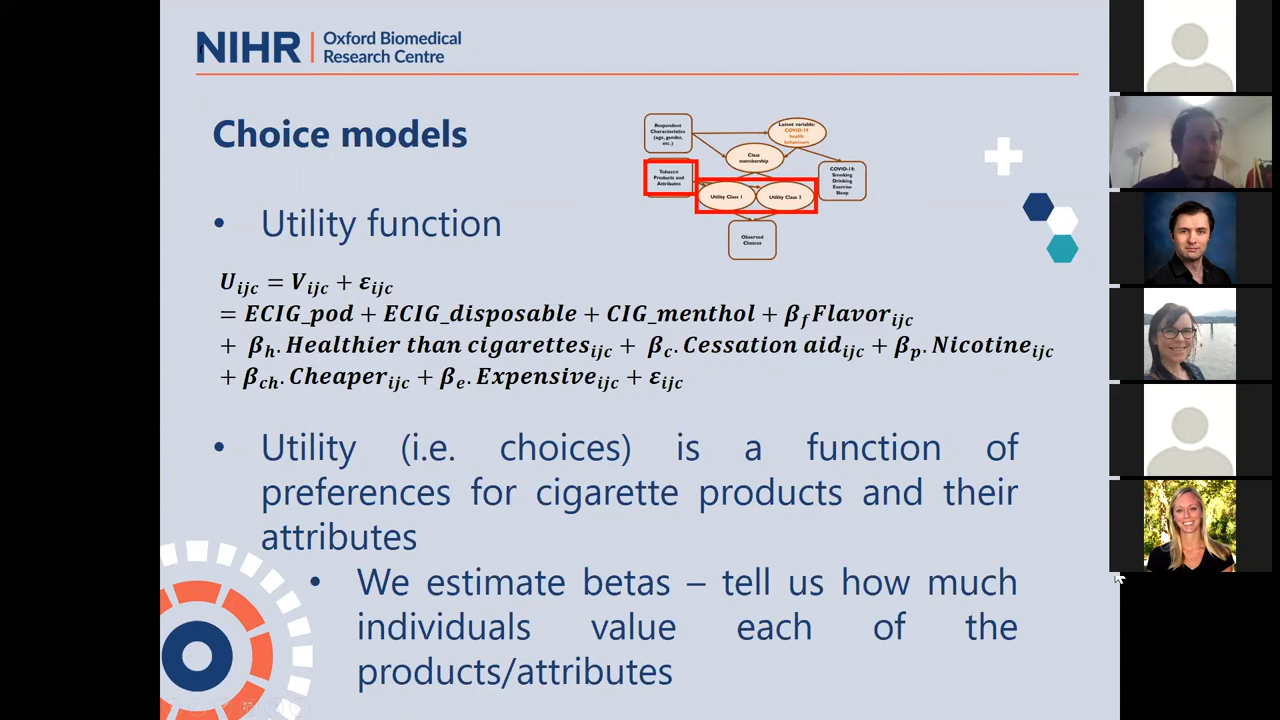 NIHR | Oxford Biomedical
Research Centre
Choice models
Respondent
Characteristics
(age, gender,
etc.)
Latent variable:
COVID-19
health
behaviours
Class
membership
Tobacco
Products and
Attributes
COVID-19:
Smoking
Drinking
Exercise
Sleep
Utility Class 1
Utility Class 2
Observed
Choices
• Utility function
U_ijc = V_ijc + ε_ijc
= ECIG_pod + ECIG_disposable + CIG_menthol + β_f Flavor_ijc
+ β_h. Healthier than cigarettes_ijc + β_c. Cessation aid_ijc + β_p. Nicotine_ijc
+ β_ch. Cheaper_ijc + β_e. Expensive_ijc + ε_ijc
• Utility (i.e. choices) is a function of
preferences for cigarette products and their
attributes
• We estimate betas – tell us how much
individuals value each of the
products/attributes